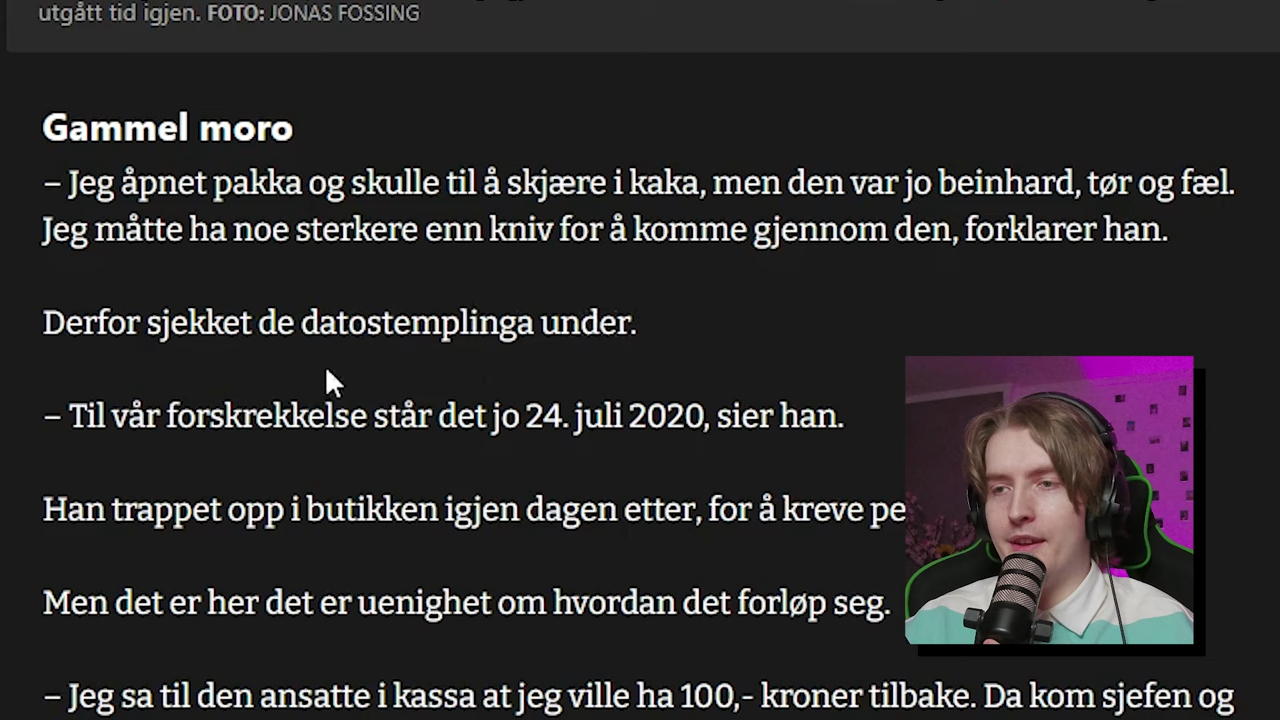 utgått tid igjen. FOTO: JONAS FOSSING
Gammel moro
– Jeg åpnet pakka og skulle til å skjære i kaka, men den var jo beinhard, tør og fæl.
Jeg måtte ha noe sterkere enn kniv for å komme gjennom den, forklarer han.
Derfor sjekket de datostemplinga under.
– Til vår forskrekkelse står det jo 24. juli 2020, sier han.
Han trappet opp i butikken igjen dagen etter, for å kreve
Men det er her det er uenighet om hvordan det forløp seg.
– Jeg sa til den ansatte i kassa at jeg ville ha 100,- kroner tilbake. Da kom sjefen og